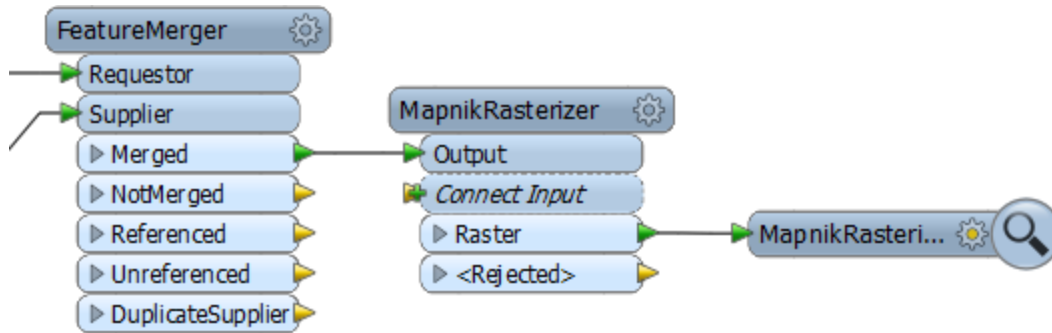 FeatureMerger
Requestor
Supplier
Merged
NotMerged
Referenced
Unreferenced
DuplicateSupplier
MapnikRasterizer
Output
Connect Input
Raster
<Rejected>
MapnikRasteri...